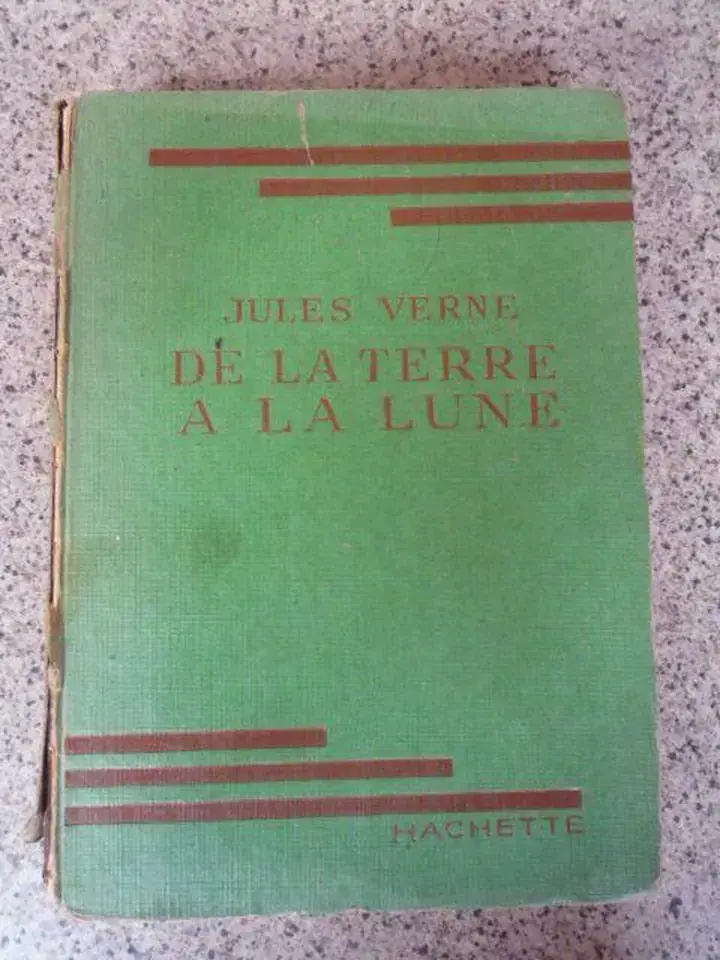 JULES VERNE
DE LA TERRE
A LA LUNE
HACHETTE